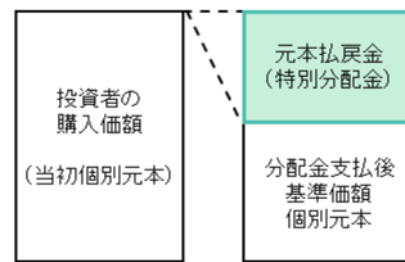 投資者の
購入価額
(当初個別元本)
元本払戻金
(特別分配金)
分配金支払後
基準価額
個別元本